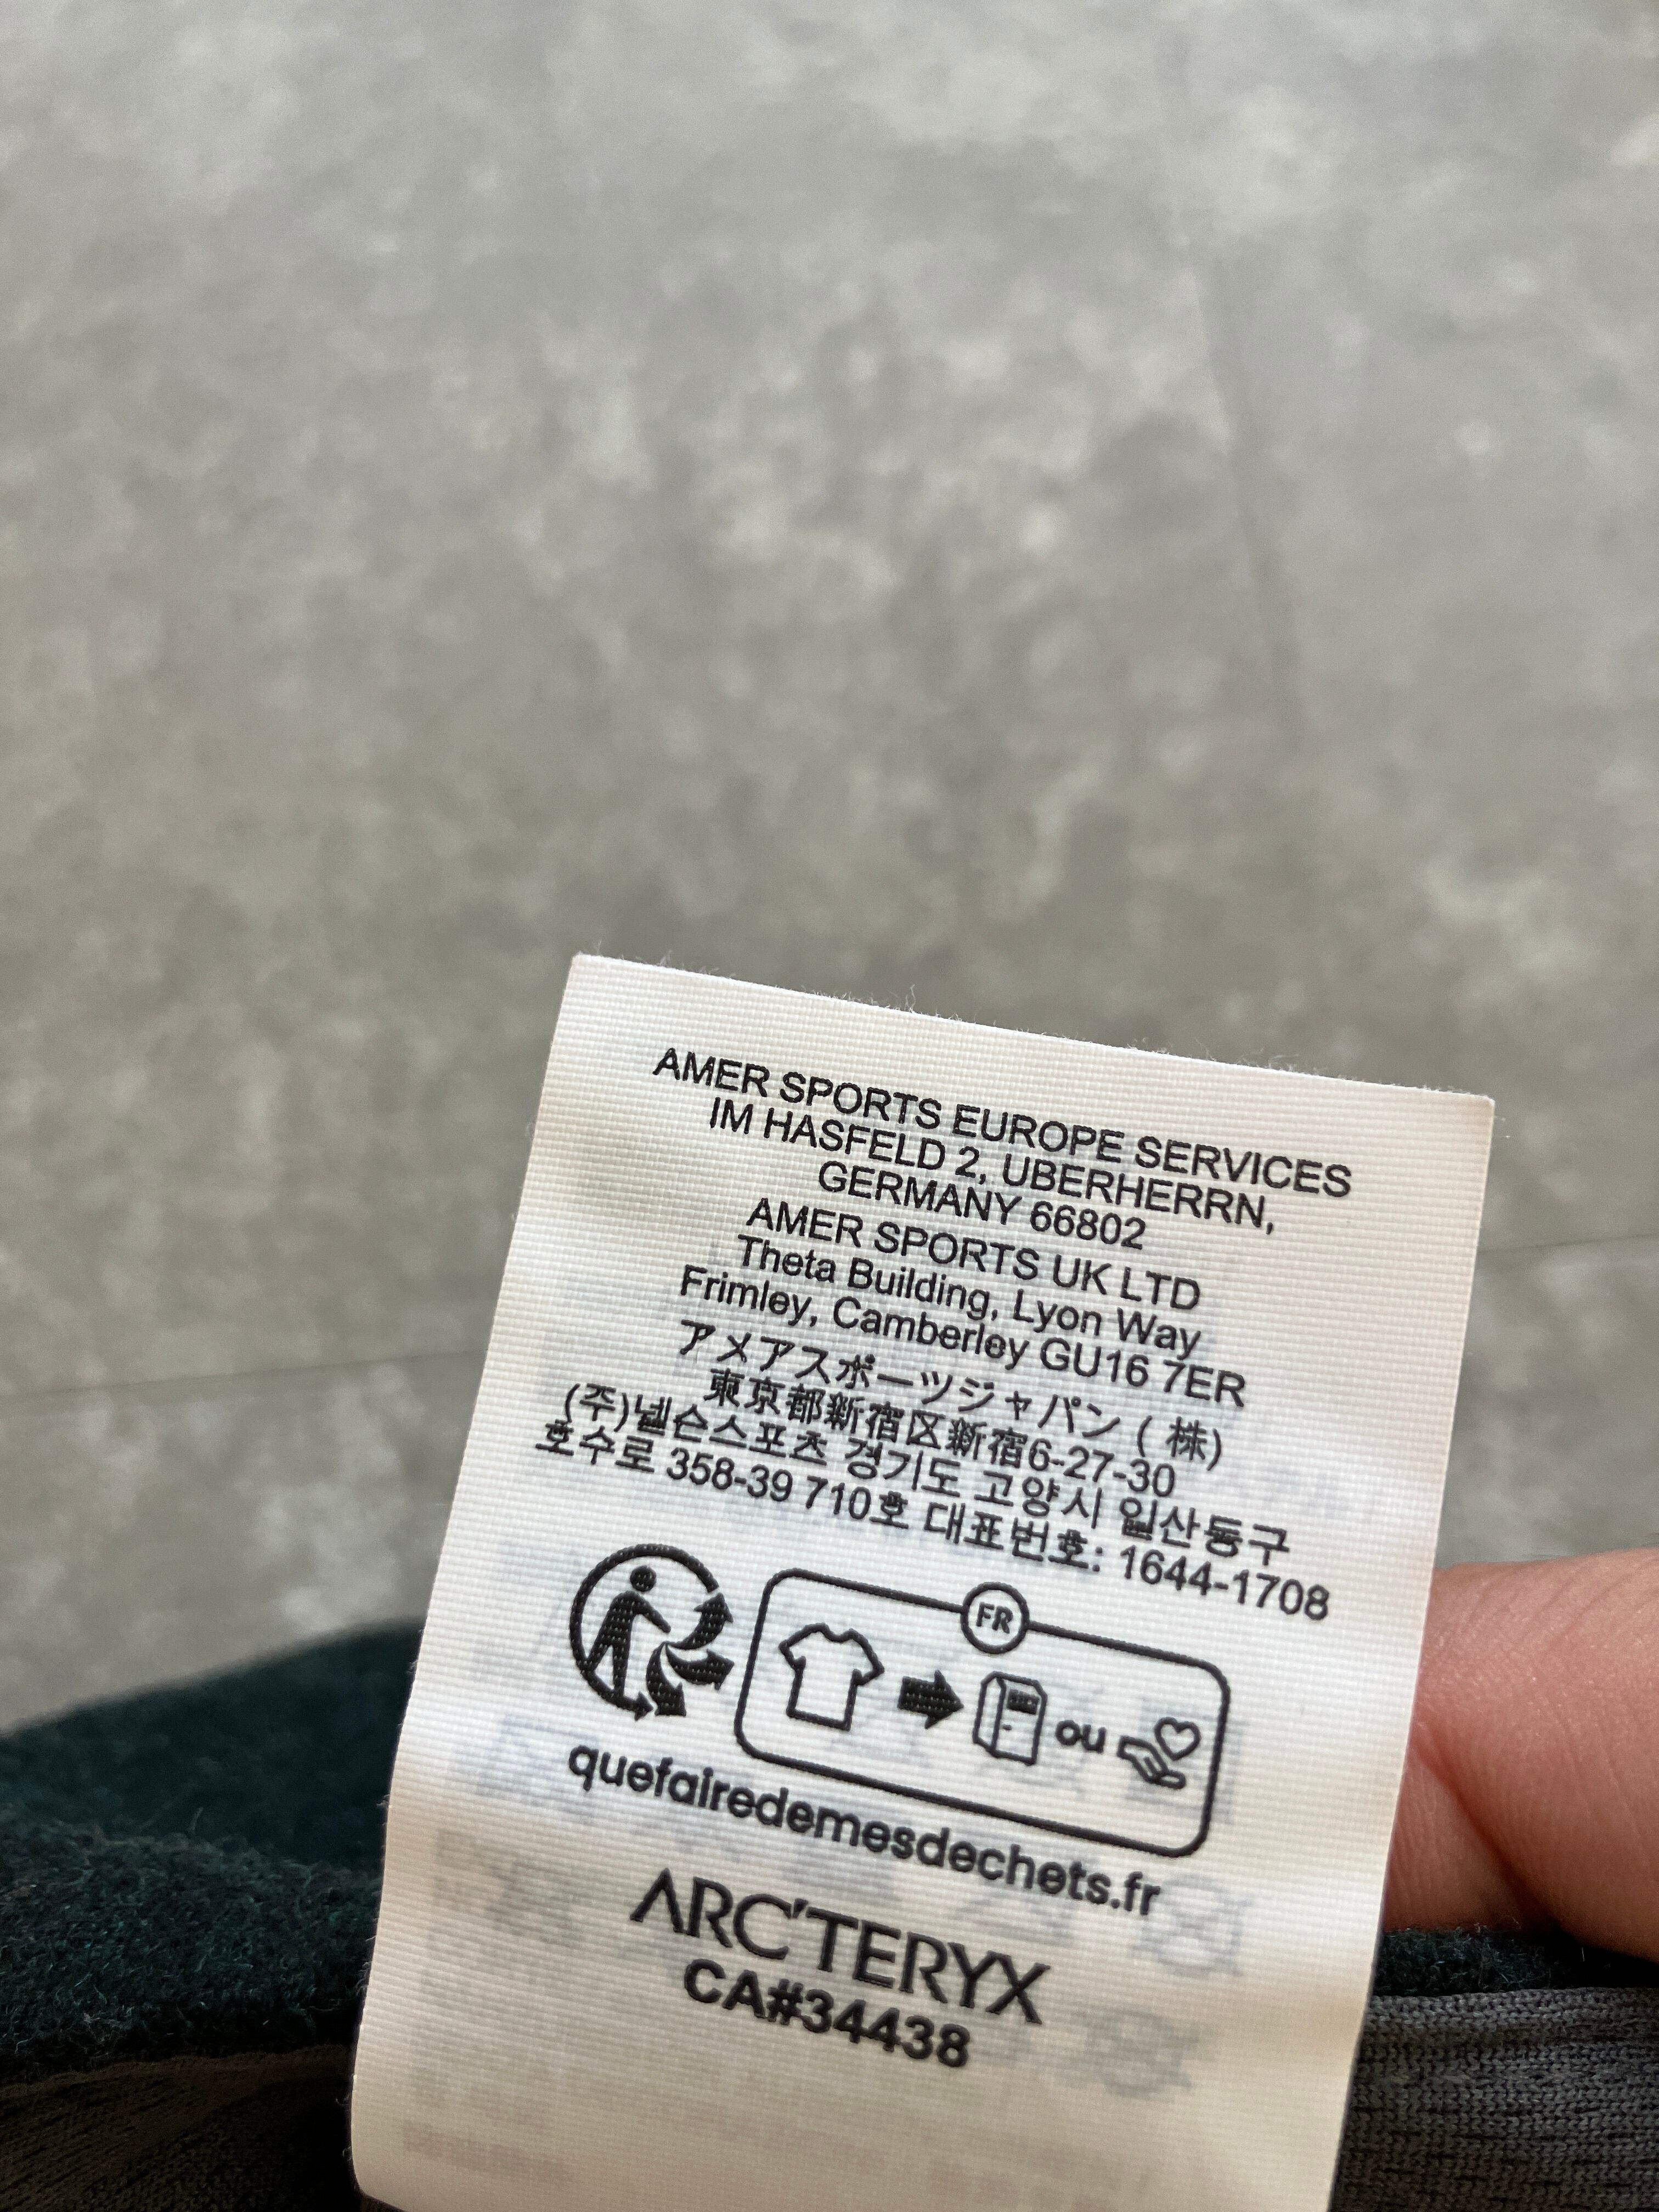 AMER SPORTS EUROPE SERVICES
IM HASFELD 2, UBERHERRN,
GERMANY 66802
AMER SPORTS UK LTD
Theta Building, Lyon Way
Frimley, Camberley GU16 7ER
アメアスポーツジャパン ( 株)
東京都新宿区新宿6-27-30
(주)넬슨스포츠 경기도 고양시 일산동구
호수로 358-39 710호 대표번호: 1644-1708
FR
ou
quefairedemesdechets.fr
ARC'TERYX
CA#34438